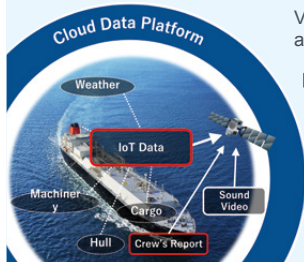 Cloud Data Platform
V
a
Weather
IoT Data
Machiner
y
Cargo
Sound
Video
Hull
Crew's Report